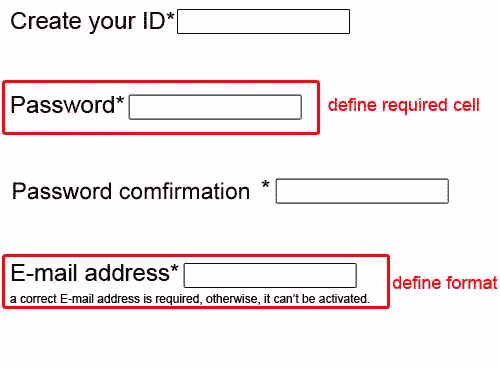 Create your ID*
Password* define required cell
Password comfirmation *
E-mail address*
a correct E-mail address is required, otherwise, it can't be activated.
define format